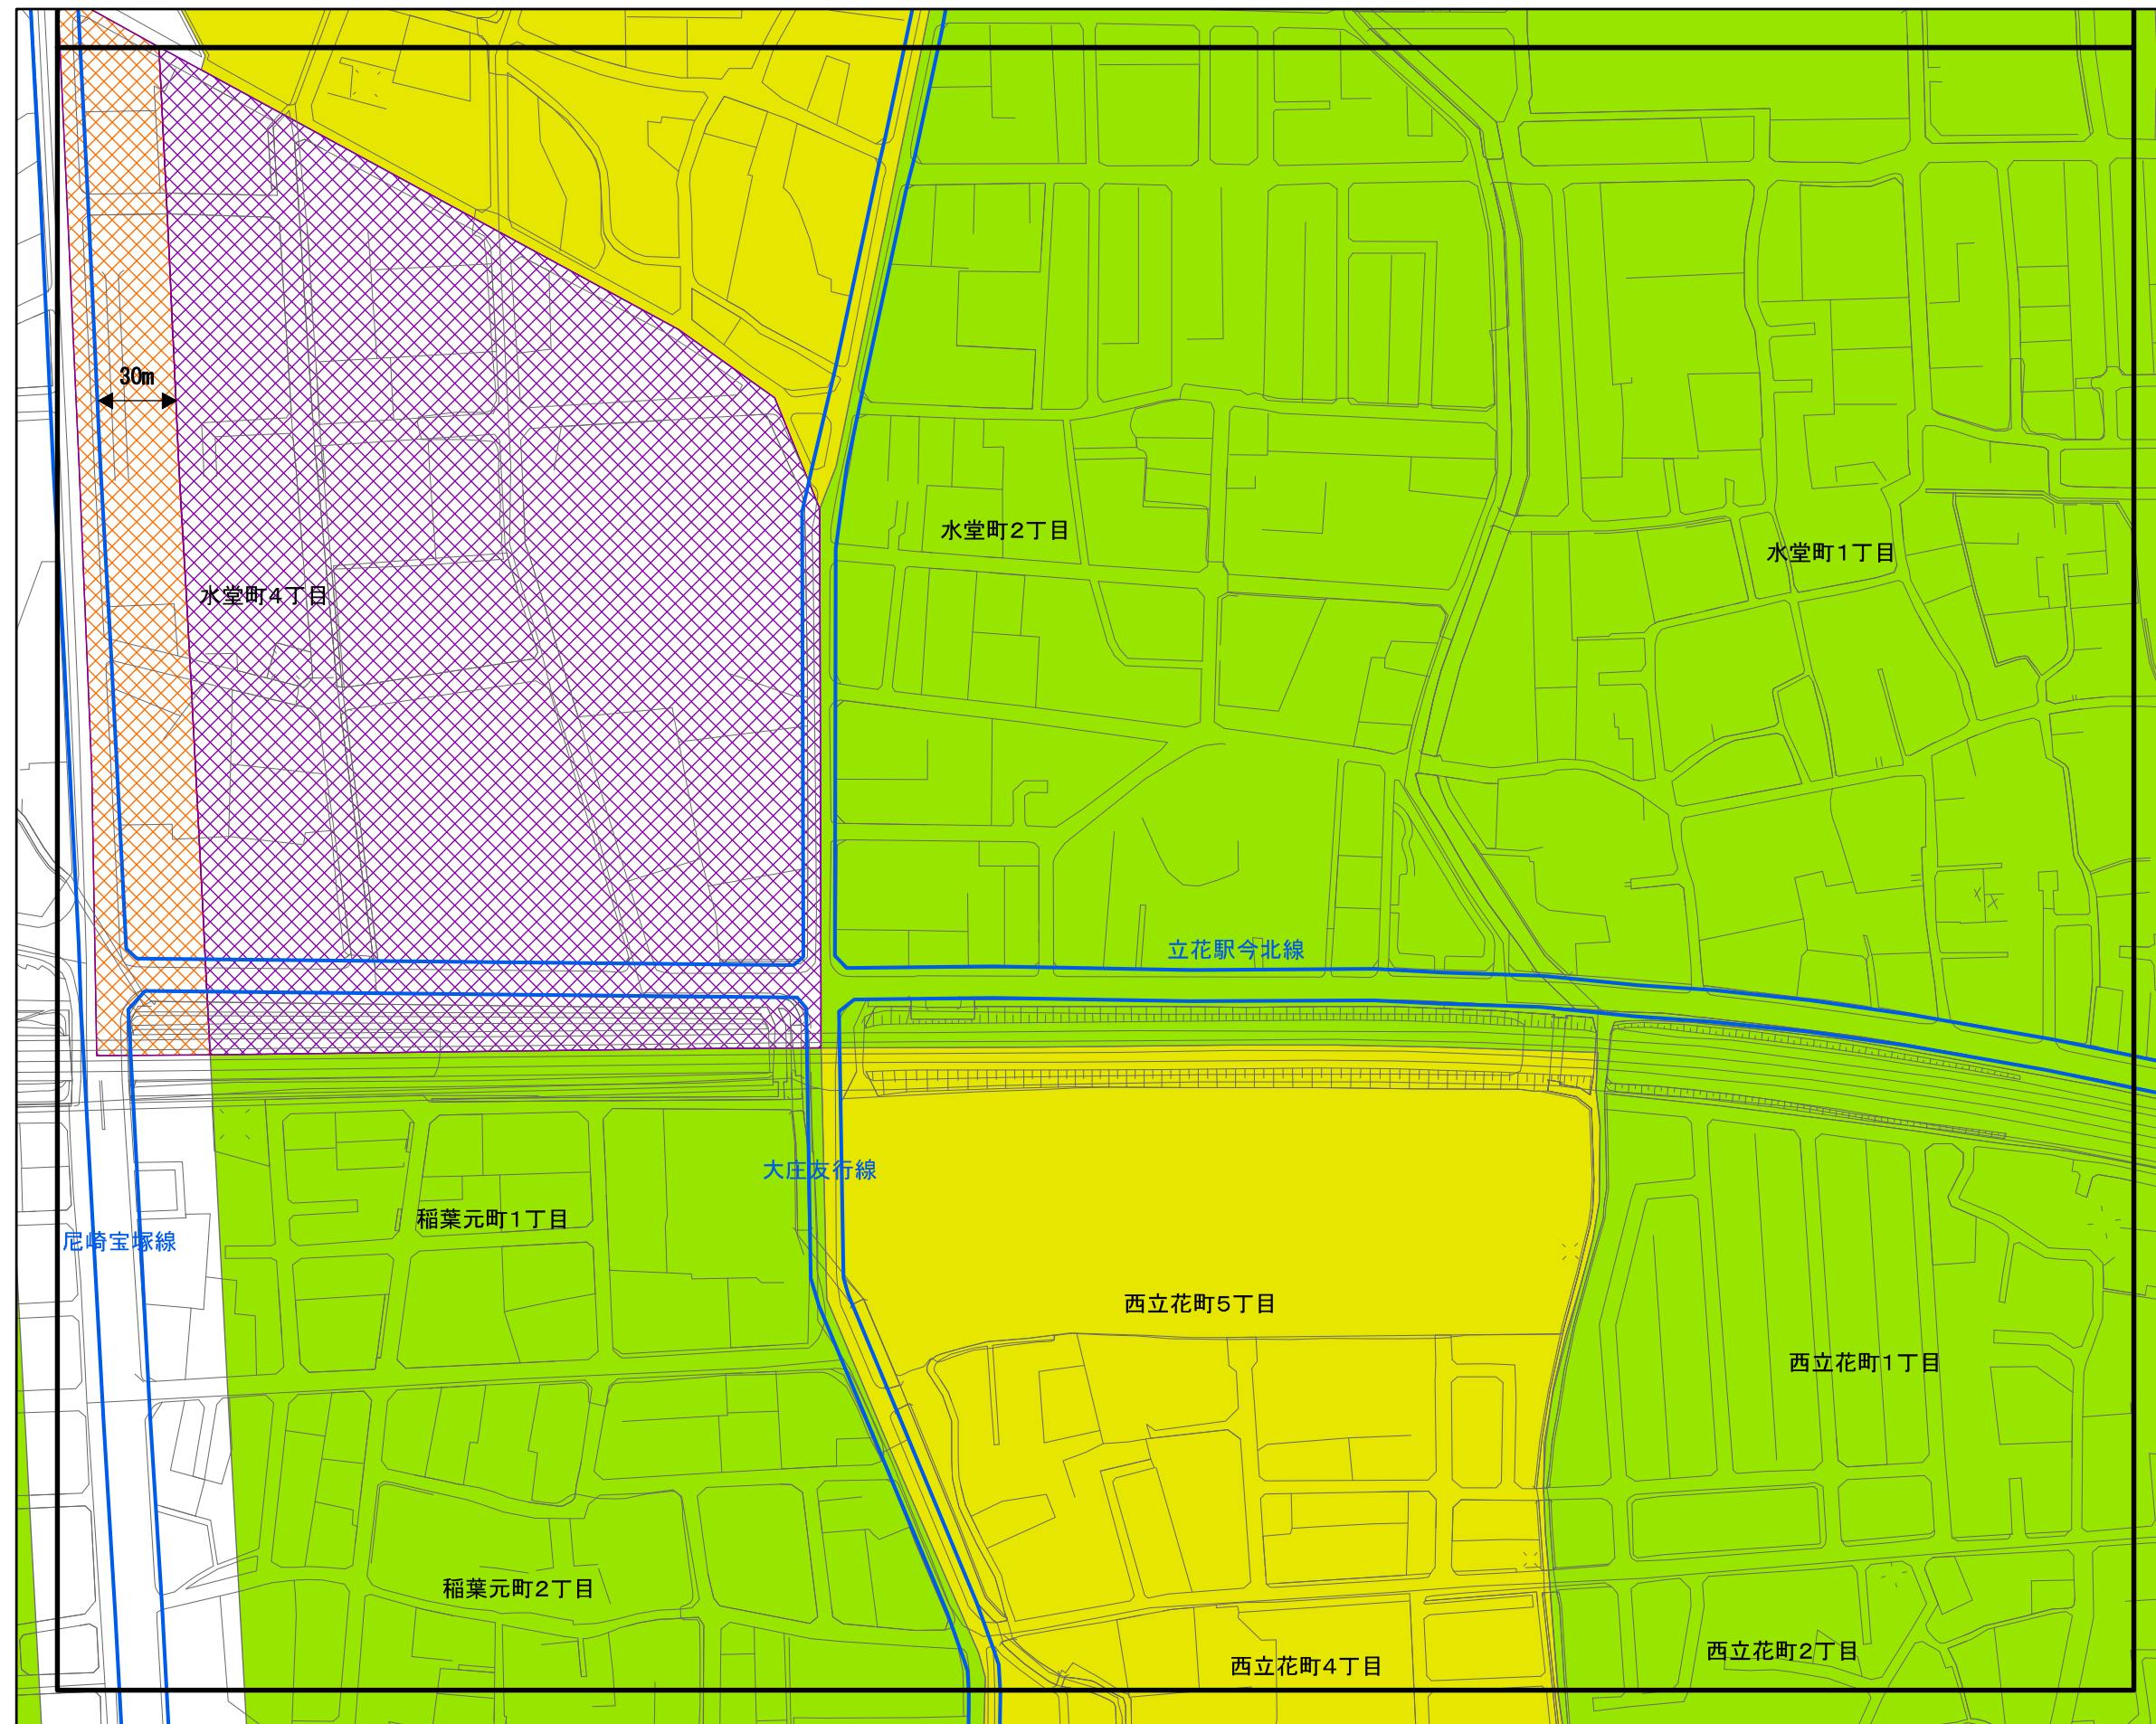 30m
水堂町2丁目
水堂町1丁目
水堂町4丁目
立花駅今北線
大庄友行線
稲葉元町1丁目
尼崎宝塚線
西立花町5丁目
西立花町1丁目
稲葉元町2丁目
西立花町4丁目
西立花町2丁目